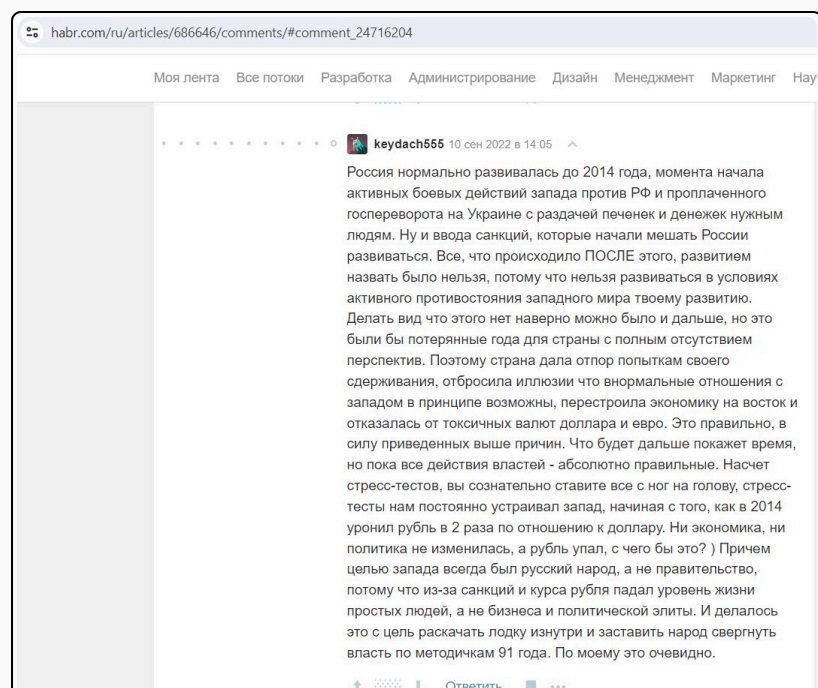 habr.com/ru/articles/686646/comments/#comment_24716204
Моя лента Все потоки Разработка Администрирование Дизайн Менеджмент Маркетинг Нау
keydach555 10 сен 2022 в 14:05
Россия нормально развивалась до 2014 года, момента начала
активных боевых действий запада против РФ и проплаченного
госпереворота на Украине с раздачей печенек и денежек нужным
людям. Ну и ввода санкций, которые начали мешать России
развиваться. Все, что происходило ПОСЛЕ этого, развитием
назвать было нельзя, потому что нельзя развиваться в условиях
активного противостояния западного мира твоему развитию.
Делать вид что этого нет наверно можно было и дальше, но это
были бы потерянные года для страны с полным отсутствием
перспектив. Поэтому страна дала отпор попыткам своего
сдерживания, отбросила иллюзии что внормальные отношения с
западом в принципе возможны, перестроила экономику на восток и
отказалась от токсичных валют доллара и евро. Это правильно, в
силу приведенных выше причин. Что будет дальше покажет время,
но пока все действия властей - абсолютно правильные. Насчет
стресс-тестов, вы сознательно ставите все с ног на голову, стресс-
тесты нам постоянно устраивал запад, начиная с того, как в 2014
уронил рубль в 2 раза по отношению к доллару. Ни экономика, ни
политика не изменилась, а рубль упал, с чего бы это? ) Причем
целью запада всегда был русский народ, а не правительство,
потому что из-за санкций и курса рубля падал уровень жизни
простых людей, а не бизнеса и политической элиты. И делалось
это с цель раскачать лодку изнутри и заставить народ свергнуть
власть по методичкам 91 года. По моему это очевидно.
Ответить